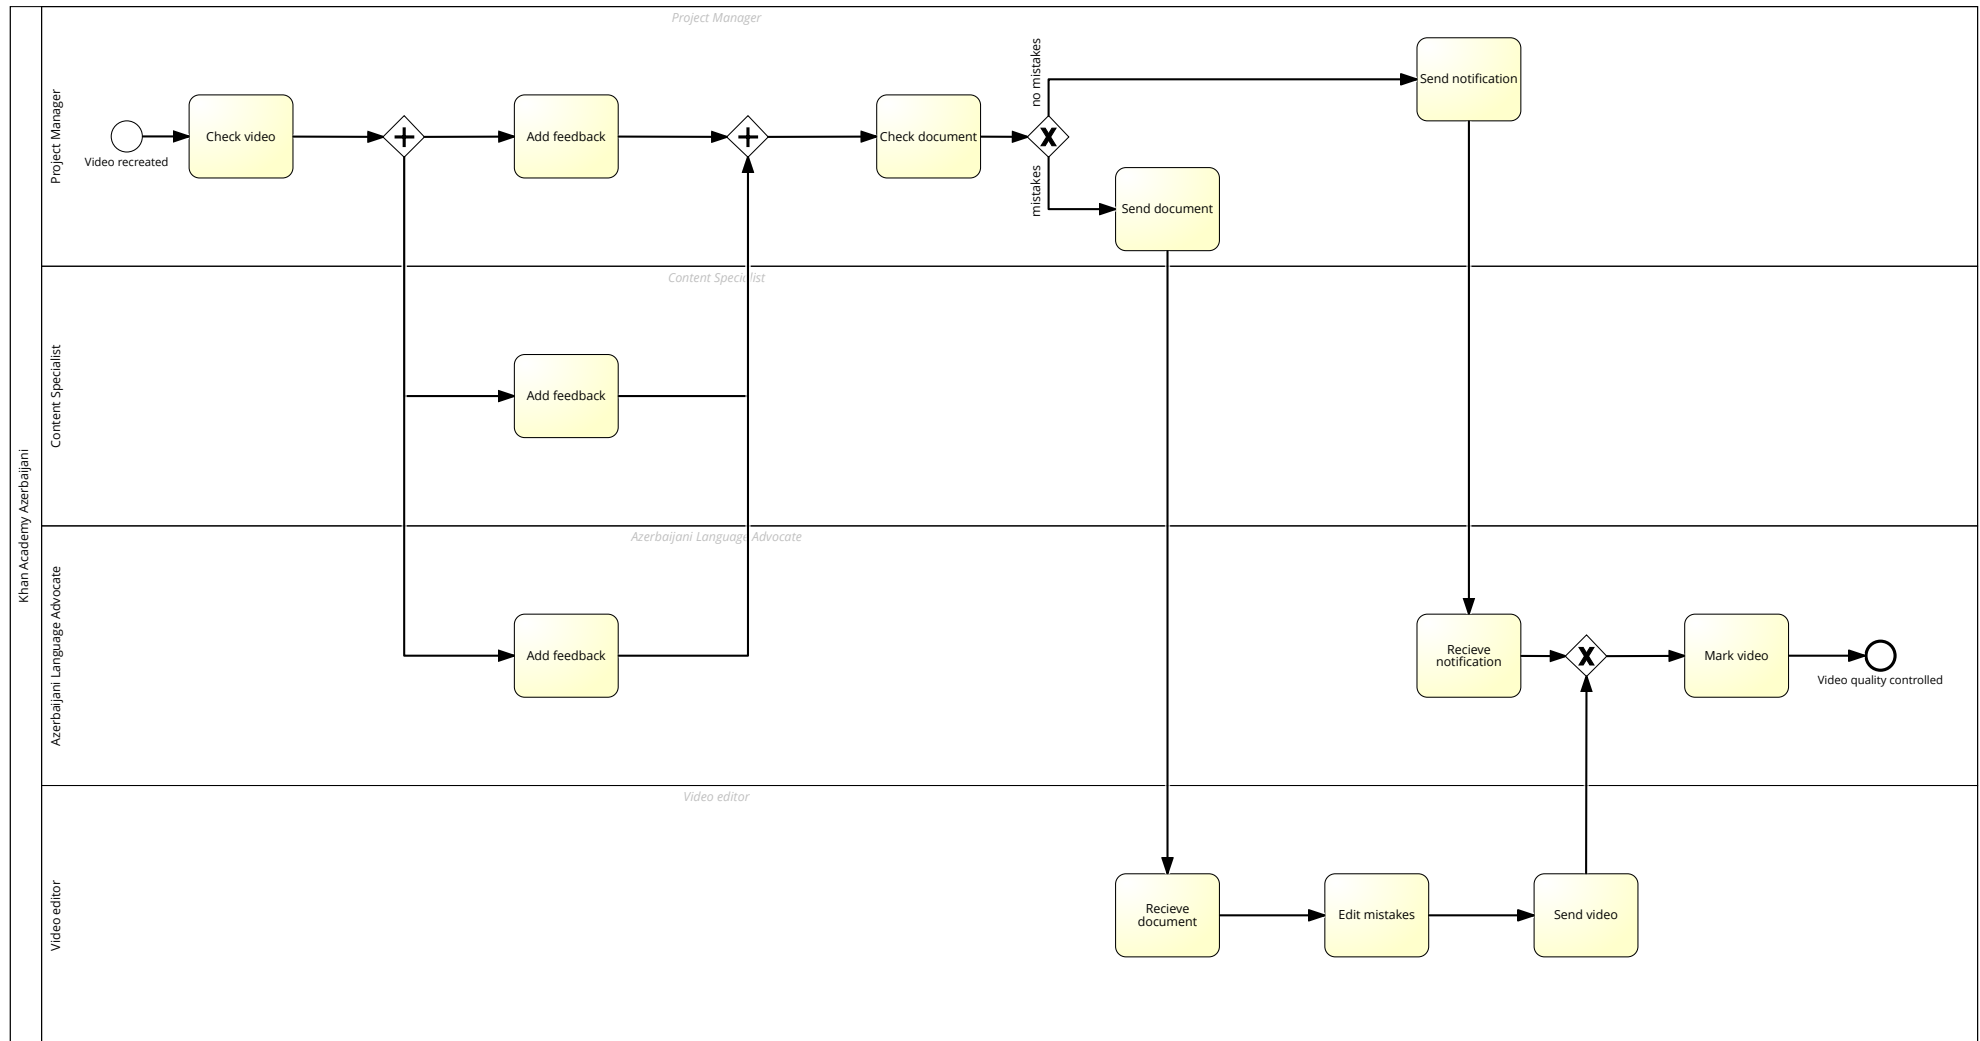 Khan Academy Azerbaijani
Project Manager
Project Manager
Video recreated
Check video
Add feedback
Check document
no mistakes
mistakes
Send notification
Send document
Content Specialist
Content Specialist
Add feedback
Azerbaijani Language Advocate
Azerbaijani Language Advocate
Add feedback
Recieve
notification
Mark video
Video quality controlled
Video editor
Video editor
Recieve
document
Edit mistakes
Send video